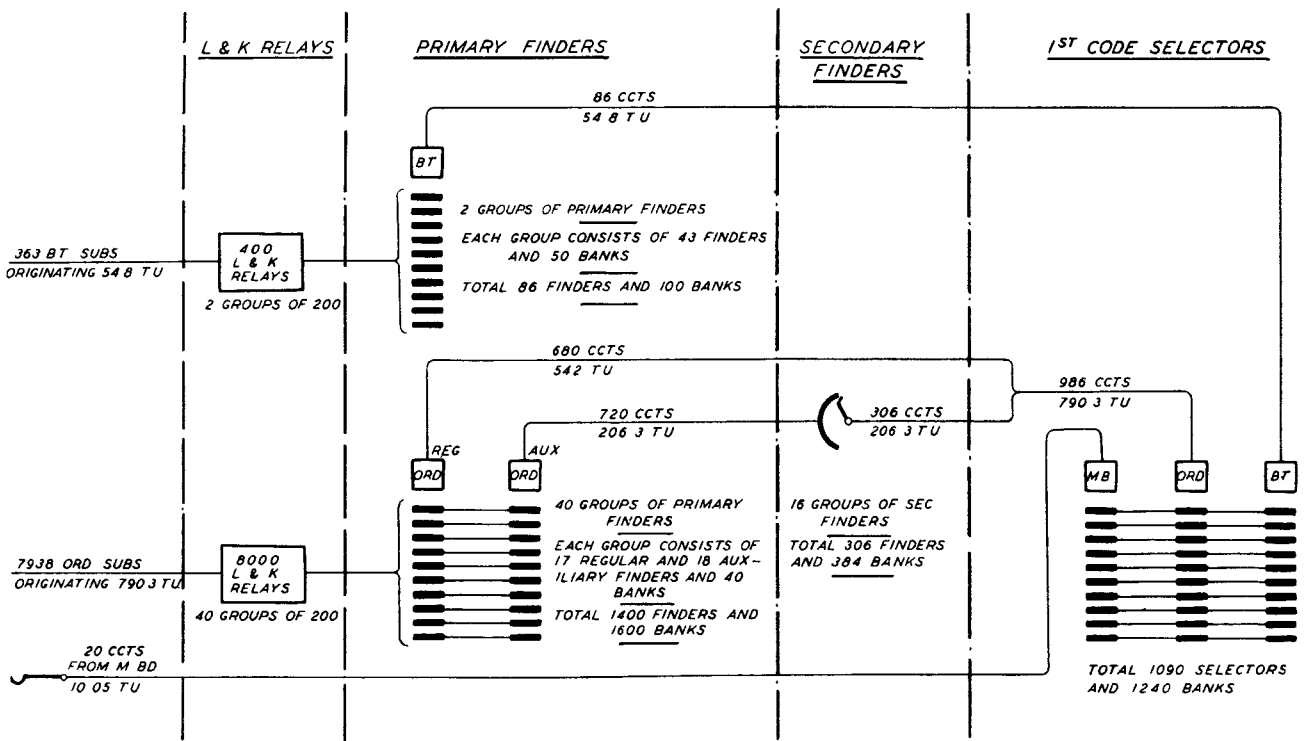 L & K RELAYS
PRIMARY FINDERS
SECONDARY
FINDERS
1ST CODE SELECTORS
86 CCTS
54 8 T U
BT
2 GROUPS OF PRIMARY FINDERS
EACH GROUP CONSISTS OF 43 FINDERS
AND 50 BANKS
TOTAL 86 FINDERS AND 100 BANKS
363 BT SUBS
ORIGINATING 54 8 T U
400
L & K
RELAYS
2 GROUPS OF 200
680 CCTS
542 TU
986 CCTS
790 3 TU
720 CCTS
206 3 TU
306 CCTS
206 3 TU
REG
AUX
ORD
ORD
MB
ORD
BT
40 GROUPS OF PRIMARY
FINDERS
EACH GROUP CONSISTS OF
17 REGULAR AND 18 AUX-
ILIARY FINDERS AND 40
BANKS
TOTAL 1400 FINDERS AND
1600 BANKS
16 GROUPS OF SEC
FINDERS
TOTAL 306 FINDERS
AND 384 BANKS
7938 ORD SUBS
ORIGINATING 790 3 TU
8000
L & K
RELAYS
40 GROUPS OF 200
20 CCTS
FROM M BD
10 05 TU
TOTAL 1090 SELECTORS
AND 1240 BANKS